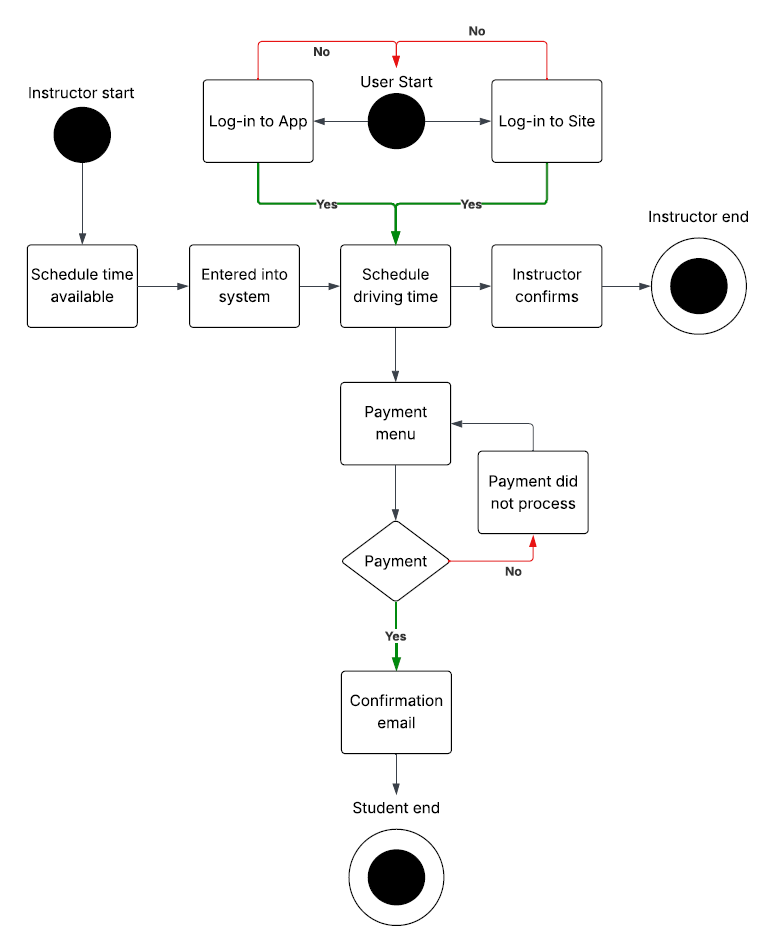 No
No
User Start
Instructor start
Log-in to App
Log-in to Site
Yes
Yes
Instructor end
Schedule time
available
Entered into
system
Schedule
driving time
Instructor
confirms
Payment
menu
Payment did
not process
Payment
No
Yes
Confirmation
email
Student end